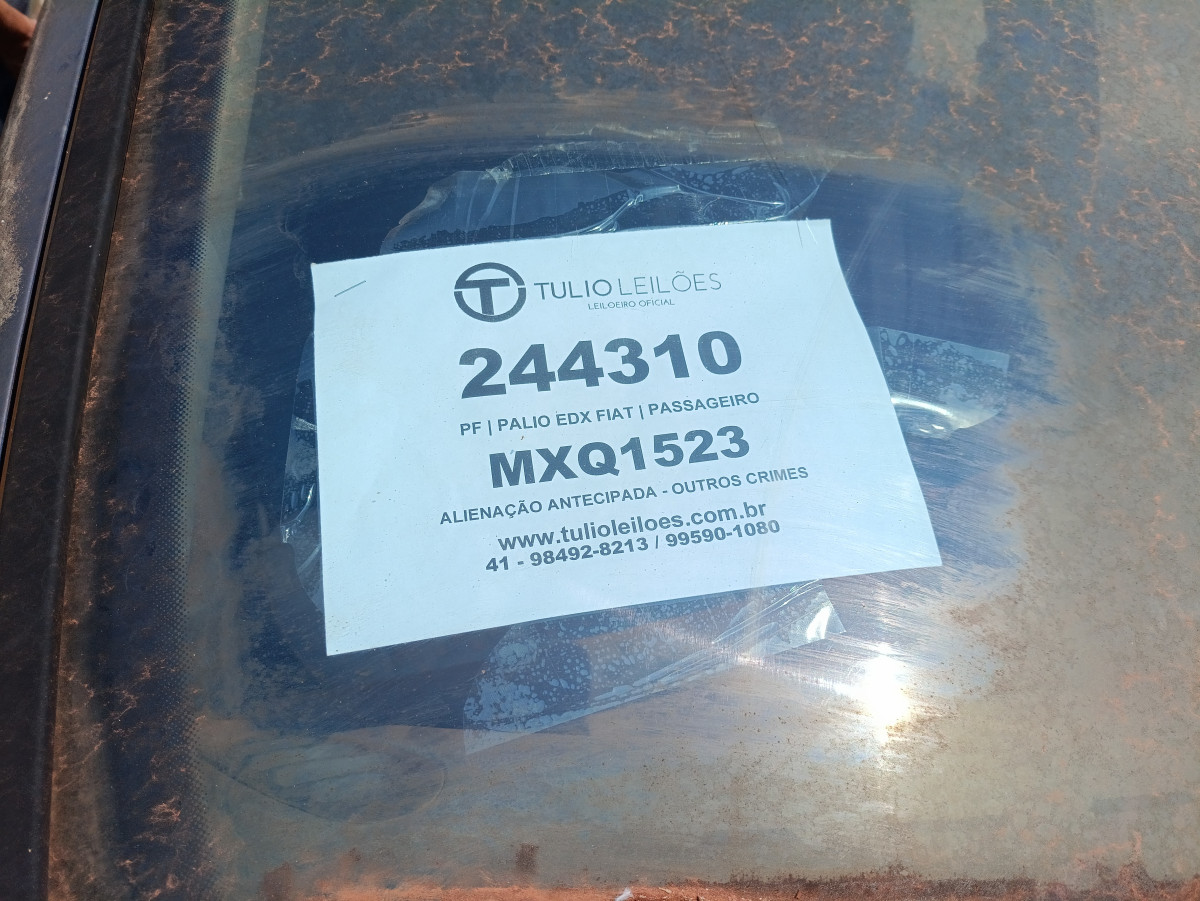 TULIO LEILÕES
LEILOEIRO OFICIAL
244310
PF | PALIO EDX FIAT | PASSAGEIRO
MXQ1523
ALIENAÇÃO ANTECIPADA - OUTROS CRIMES
www.tulioleiloes.com.br
41 - 98492-8213 / 99590-1080